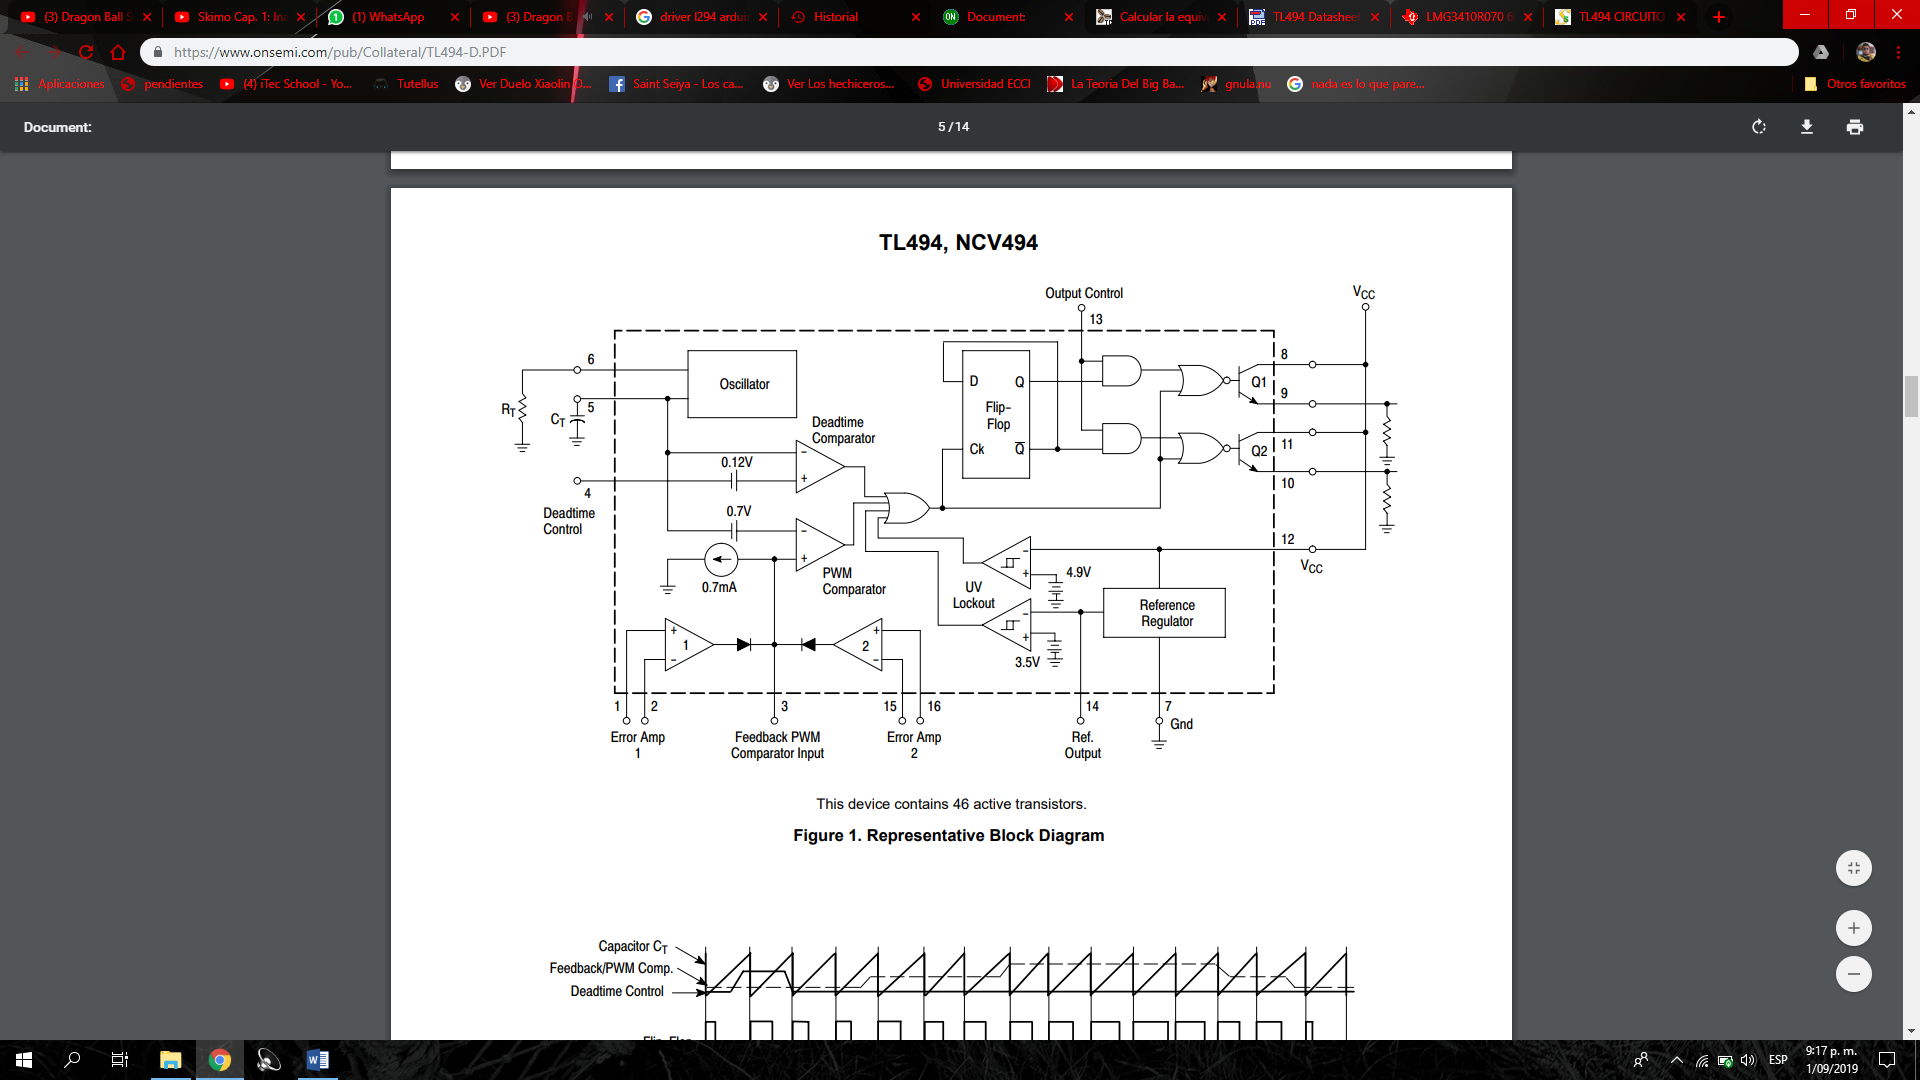 (3) Dragon Ball S
Skimo Cap. 1: In
(1) WhatsApp
(3) Dragon B
driver l294 arduin
Historial
Document:
Calcular la equiv
TL494 Datasheet
LMG3410R070 6
TL494 CIRCUITO
https://www.onsemi.com/pub/Collateral/TL494-D.PDF
Aplicaciones
pendientes
(4) iTec School - Yo...
Tutellus
Ver Duelo Xiaolin D...
Saint Seiya - Los ca...
Ver Los hechiceros...
Universidad ECCI
La Teoria Del Big Ba...
gnula.nu
nada es lo que pare...
Otros favoritos
Document:
5 / 14
TL494, NCV494
Output Control
13
VCC
6
RT
CT
5
Oscillator
D
Q
Flip-
Flop
Ck
Q
Q1
8
9
Q2
11
10
Deadtime
Comparator
0.12V
4
Deadtime
Control
0.7V
0.7mA
PWM
Comparator
UV
Lockout
4.9V
3.5V
Reference
Regulator
12
VCC
1
2
1
2
3
15
16
14
7
Gnd
Error Amp
1
Feedback PWM
Comparator Input
Error Amp
2
Ref.
Output
This device contains 46 active transistors.
Figure 1. Representative Block Diagram
Capacitor CT
Feedback/PWM Comp.
Deadtime Control
ESP
9:17 p. m.
1/09/2019